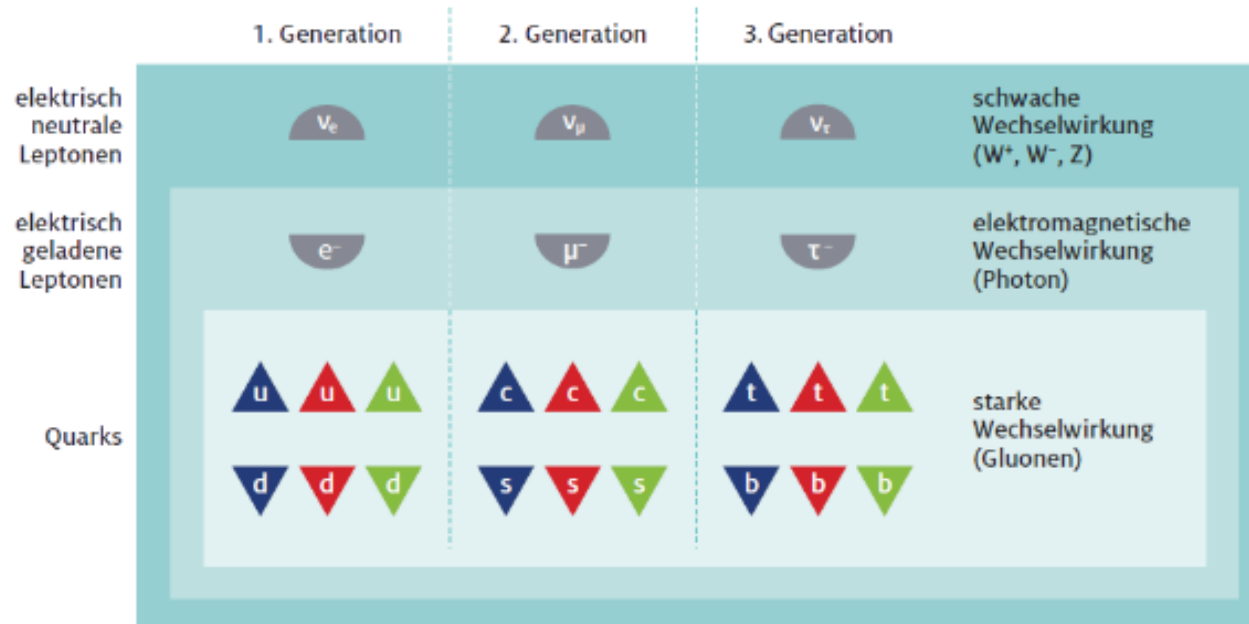 1. Generation 2. Generation 3. Generation
elektrisch
neutrale
Leptonen
νe νμ ντ
schwache
Wechselwirkung
(W⁺, W⁻, Z)
elektrisch
geladene
Leptonen
e⁻ μ⁻ τ⁻
elektromagnetische
Wechselwirkung
(Photon)
Quarks
u u u c c c t t t
d d d s s s b b b
starke
Wechselwirkung
(Gluonen)